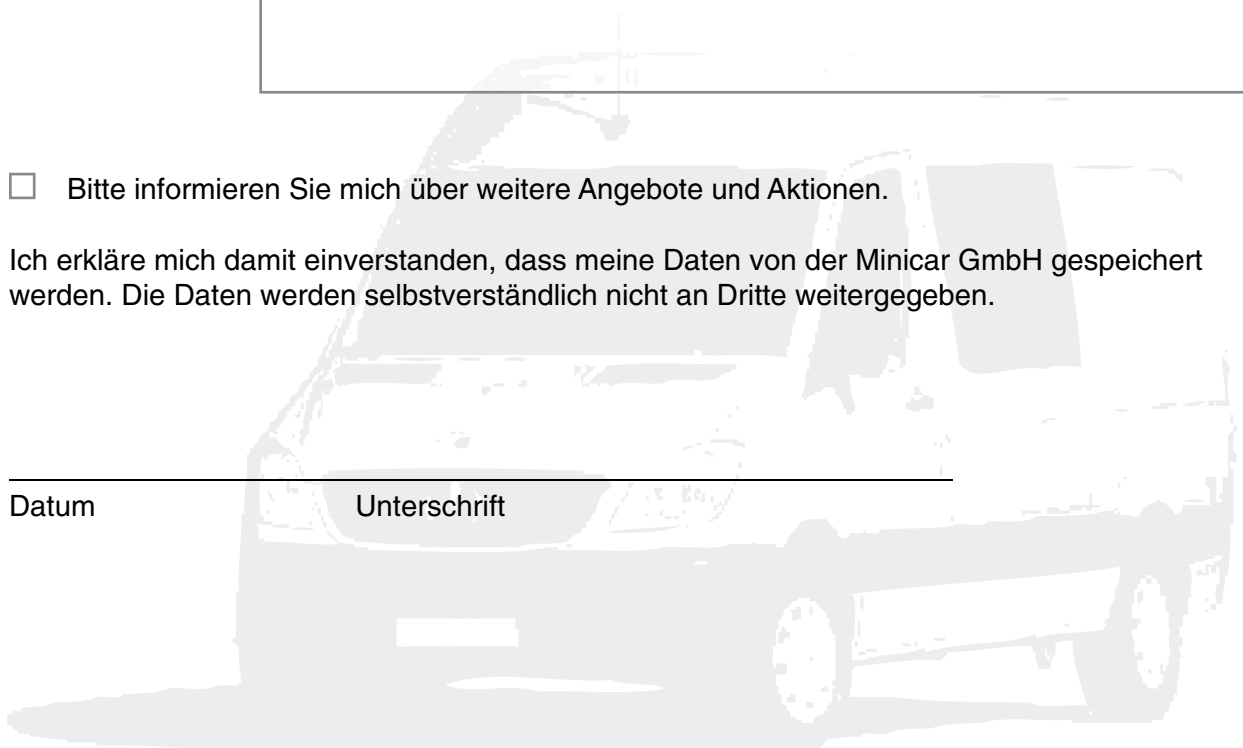 Bitte informieren Sie mich über weitere Angebote und Aktionen.
Ich erkläre mich damit einverstanden, dass meine Daten von der Minicar GmbH gespeichert
werden. Die Daten werden selbstverständlich nicht an Dritte weitergegeben.
Datum Unterschrift